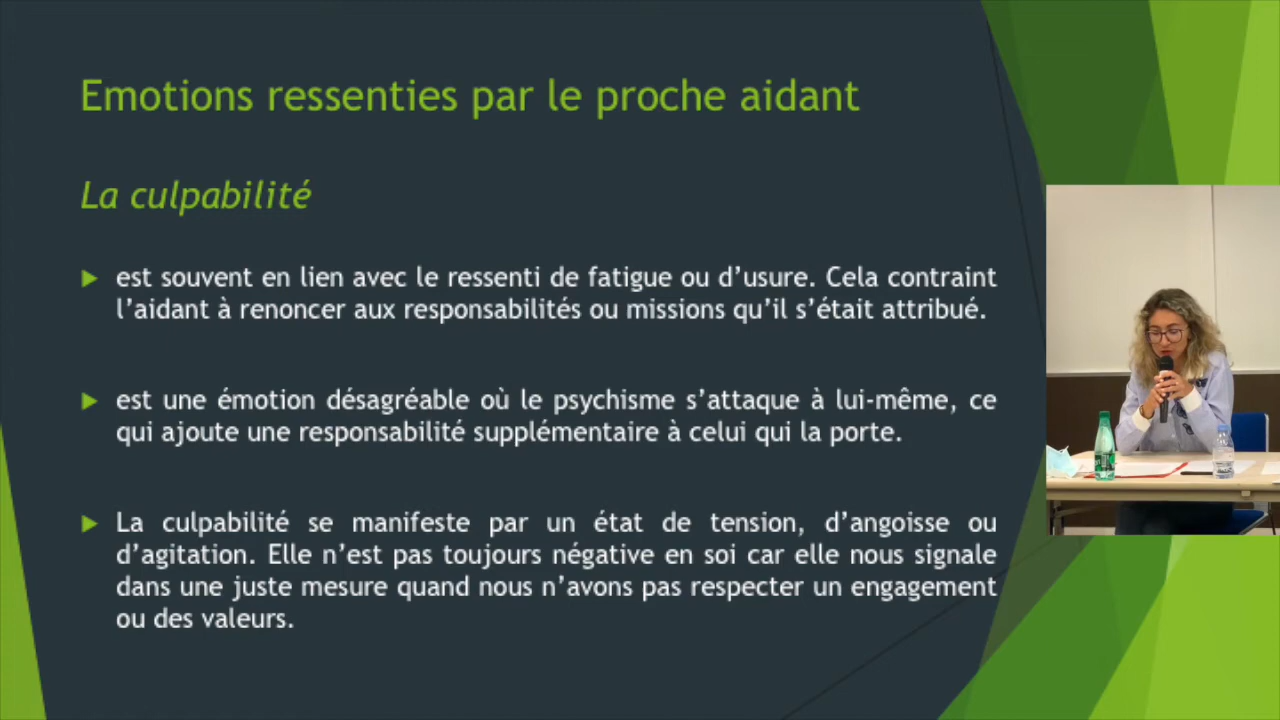 Emotions ressenties par le proche aidant
La culpabilité
est souvent en lien avec le ressenti de fatigue ou d’usure. Cela contraint
l’aidant à renoncer aux responsabilités ou missions qu’il s’était attribué.
est une émotion désagréable où le psychisme s’attaque à lui-même, ce
qui ajoute une responsabilité supplémentaire à celui qui la porte.
La culpabilité se manifeste par un état de tension, d’angoisse ou
d’agitation. Elle n’est pas toujours négative en soi car elle nous signale
dans une juste mesure quand nous n’avons pas respecter un engagement
ou des valeurs.